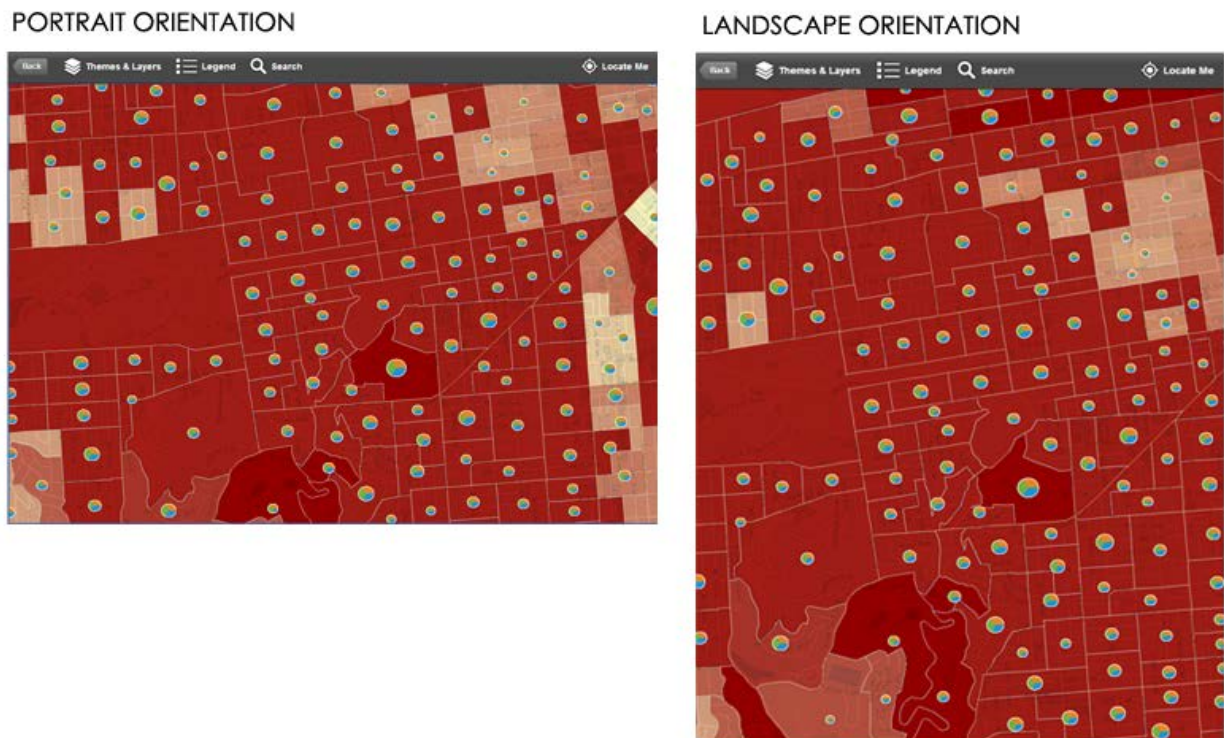 PORTRAIT ORIENTATION
Back Themes & Layers Legend Search Locate Me
LANDSCAPE ORIENTATION
Back Themes & Layers Legend Search Locate Me